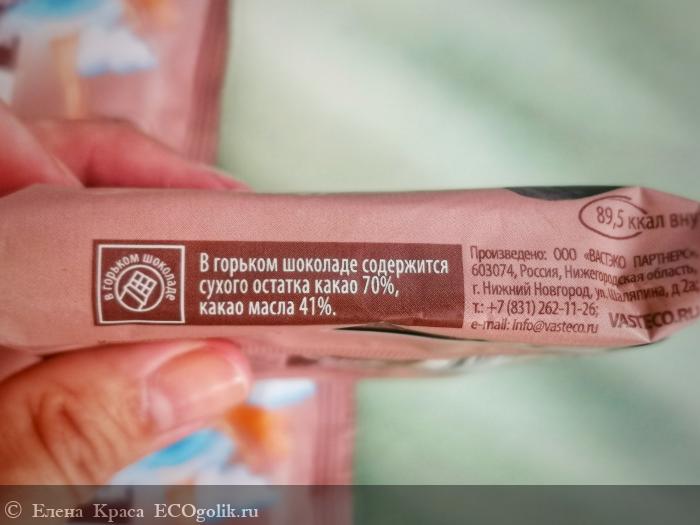 89,5 ккал вну
в горьком шоколаде
В горьком шоколаде содержится
сухого остатка какао 70%,
какао масла 41%.
Произведено: ООО «ВАСТЭКО ПАРТНЕРС»,
603074, Россия, Нижегородская область,
г. Нижний Новгород, ул. Шаляпина, д.2а;
т.: +7 (831) 262-11-26;
e-mail: info@vasteco.ru
VASTECO.RU
© Елена Краса ECOgolik.ru